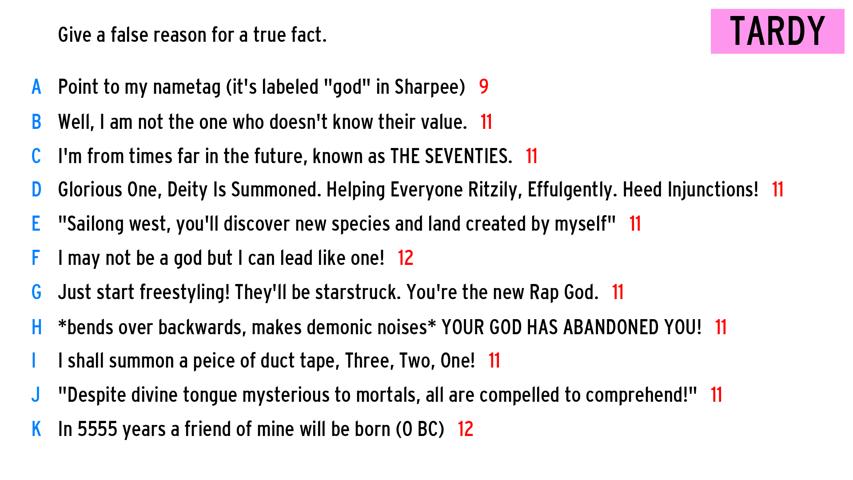 Give a false reason for a true fact.
TARDY
A Point to my nametag (it's labeled "god" in Sharpee) 9
B Well, I am not the one who doesn't know their value. 11
C I'm from times far in the future, known as THE SEVENTIES. 11
D Glorious One, Deity Is Summoned. Helping Everyone Ritzily, Effulgently. Heed Injunctions! 11
E "Sailong west, you'll discover new species and land created by myself" 11
F I may not be a god but I can lead like one! 12
G Just start freestyling! They'll be starstruck. You're the new Rap God. 11
H *bends over backwards, makes demonic noises* YOUR GOD HAS ABANDONED YOU! 11
I I shall summon a peice of duct tape, Three, Two, One! 11
J "Despite divine tongue mysterious to mortals, all are compelled to comprehend!" 11
K In 5555 years a friend of mine will be born (0 BC) 12